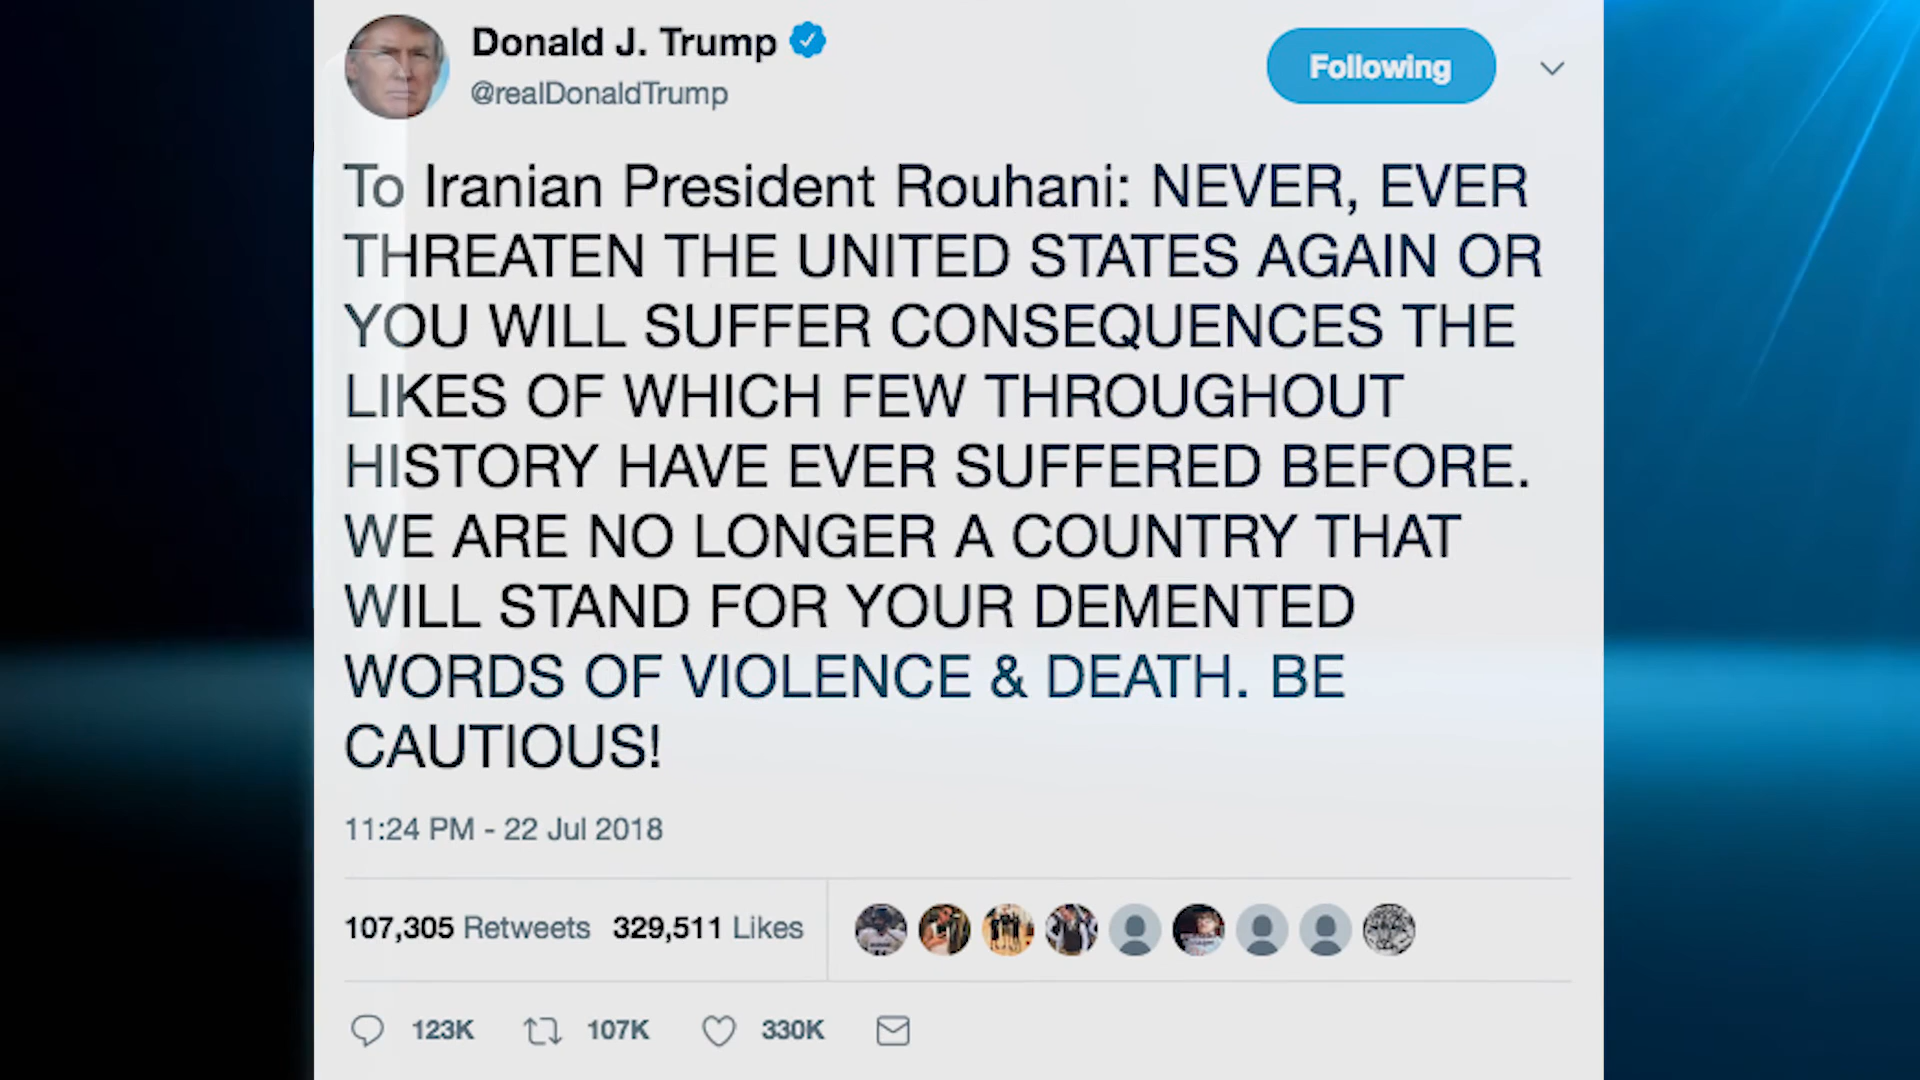 Donald J. Trump
@realDonaldTrump
Following
To Iranian President Rouhani: NEVER, EVER
THREATEN THE UNITED STATES AGAIN OR
YOU WILL SUFFER CONSEQUENCES THE
LIKES OF WHICH FEW THROUGHOUT
HISTORY HAVE EVER SUFFERED BEFORE.
WE ARE NO LONGER A COUNTRY THAT
WILL STAND FOR YOUR DEMENTED
WORDS OF VIOLENCE & DEATH. BE
CAUTIOUS!
11:24 PM - 22 Jul 2018
107,305 Retweets 329,511 Likes
123K 107K 330K